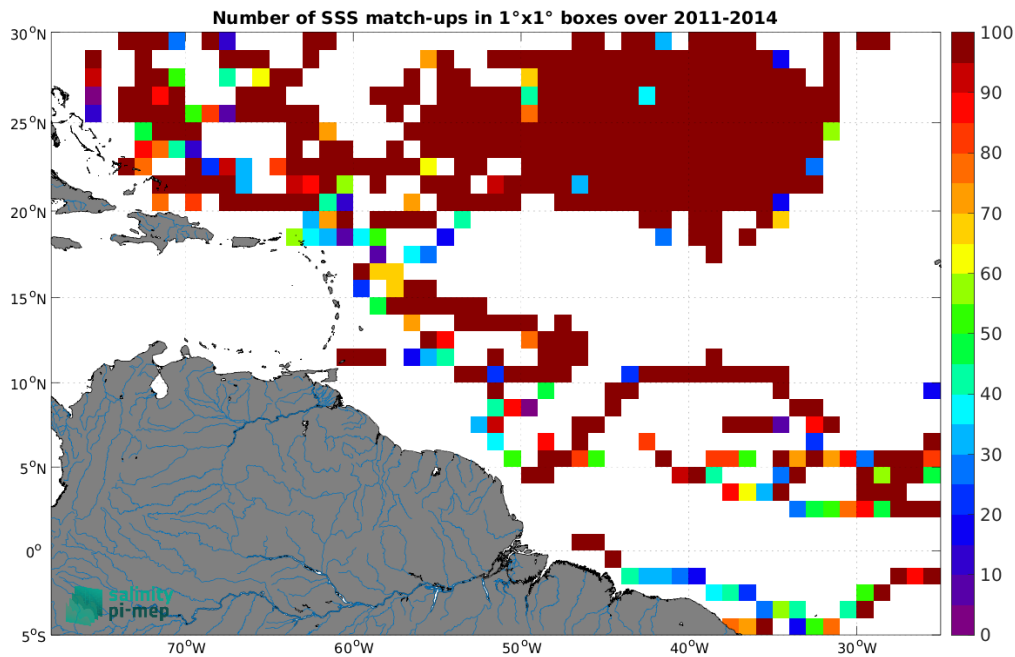 Number of SSS match-ups in 1°x1° boxes over 2011-2014
30°N
25°N
20°N
15°N
10°N
5°N
0°
5°S
70°W
60°W
50°W
40°W
30°W
100
90
80
70
60
50
40
30
20
10
0
salinity
pi-mep